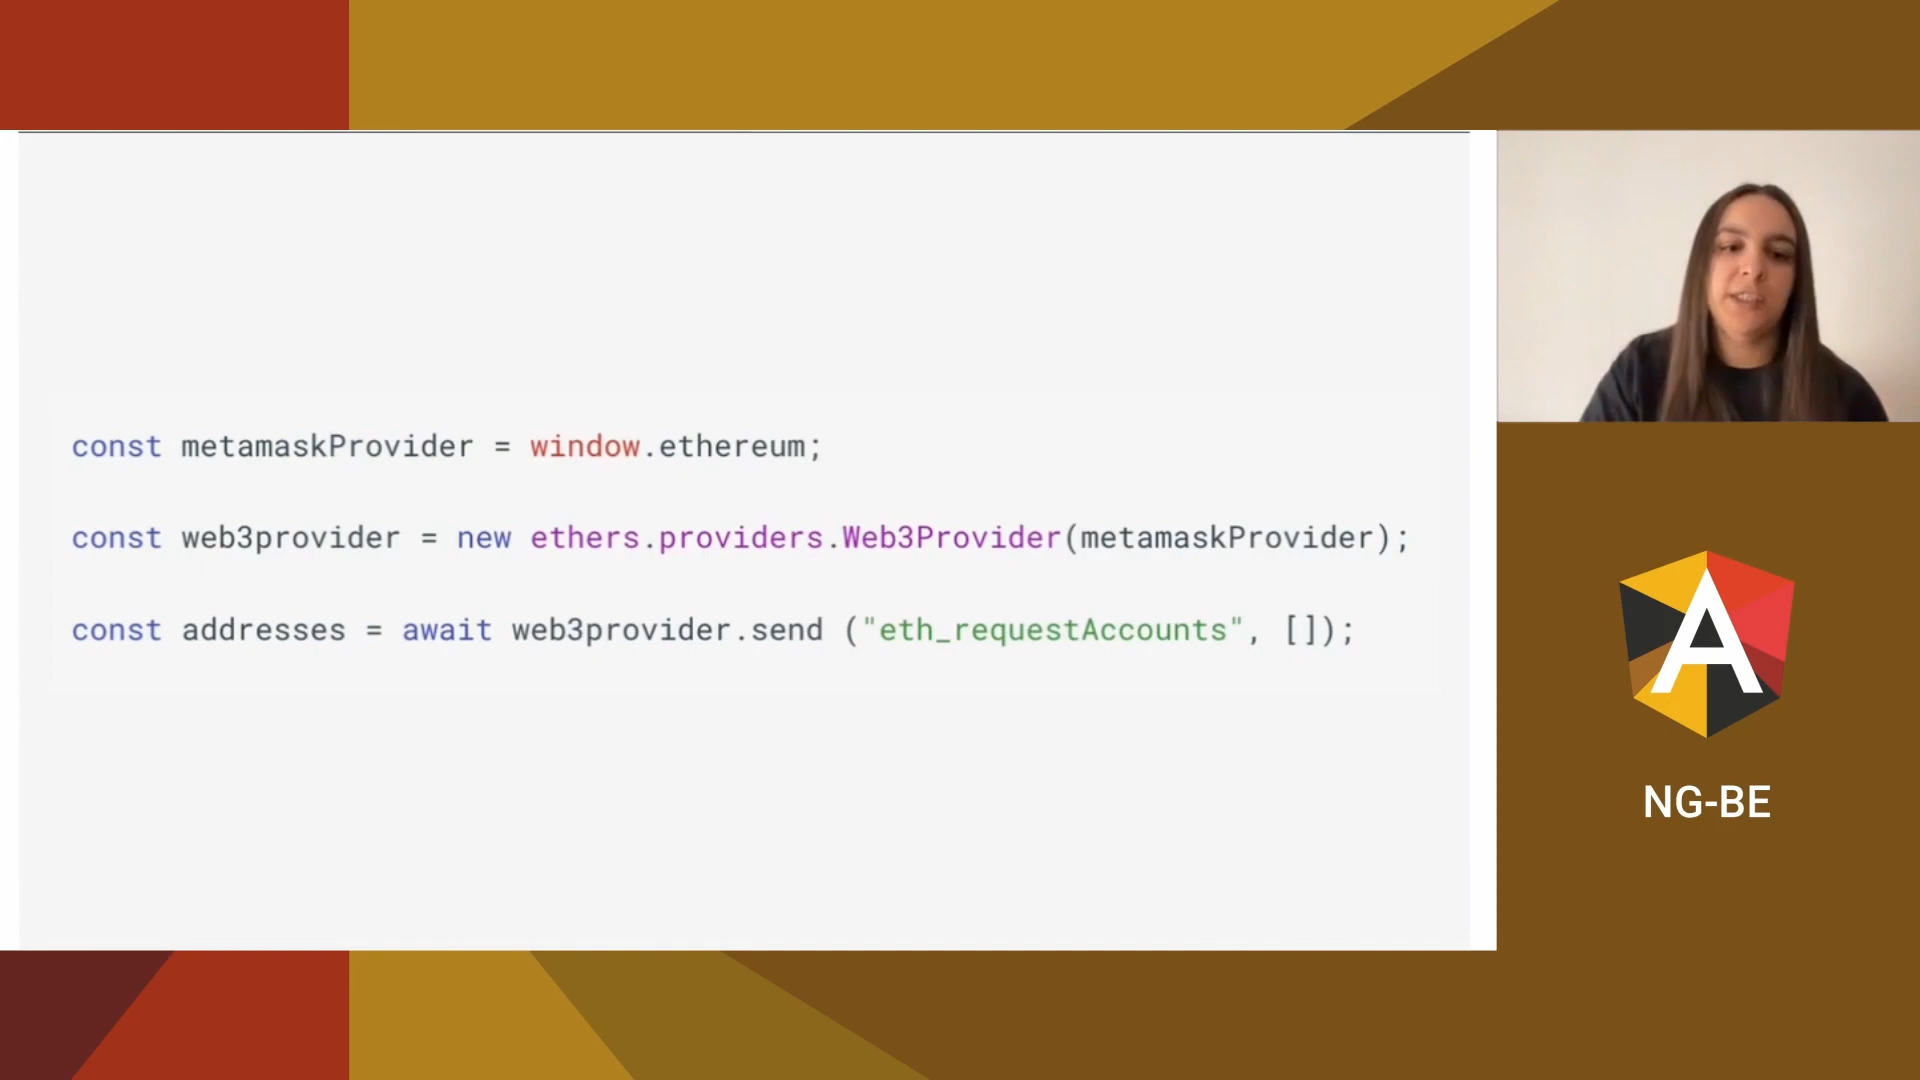 const metamaskProvider = window.ethereum;
const web3provider = new ethers.providers.Web3Provider(metamaskProvider);
const addresses = await web3provider.send ("eth_requestAccounts", []);
A
NG-BE